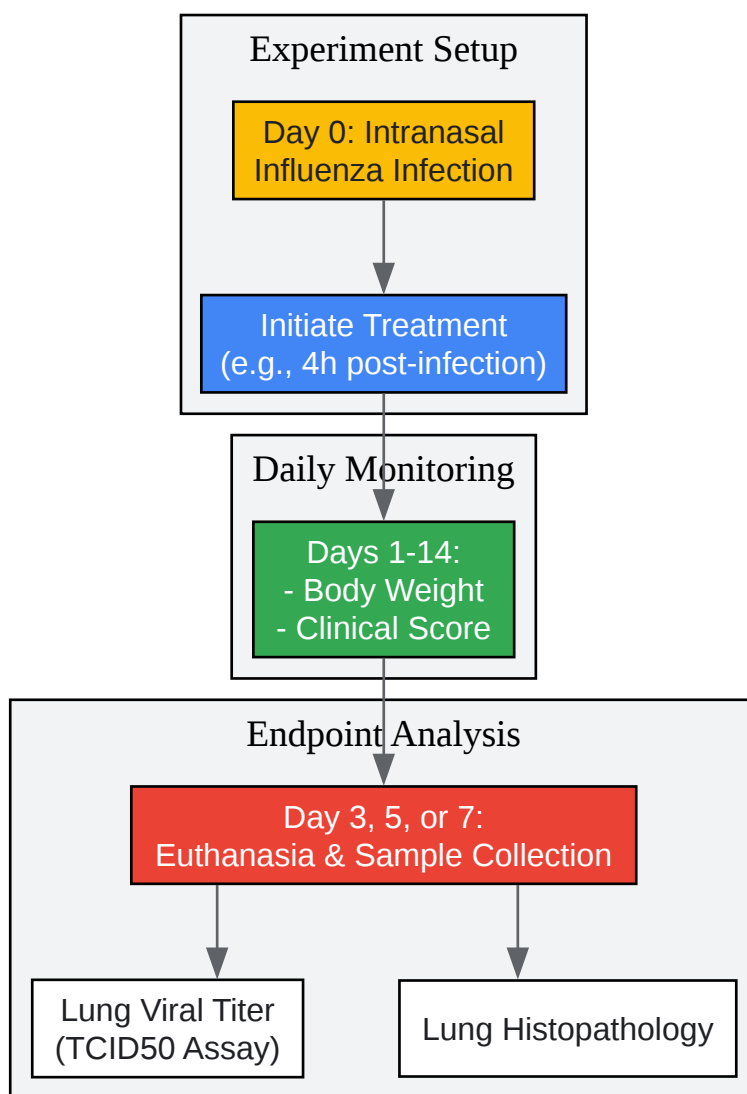 Experiment Setup
Day 0: Intranasal
Influenza Infection
Initiate Treatment
(e.g., 4h post-infection)
Daily Monitoring
Days 1-14:
- Body Weight
- Clinical Score
Endpoint Analysis
Day 3, 5, or 7:
Euthanasia & Sample Collection
Lung Viral Titer
(TCID50 Assay)
Lung Histopathology